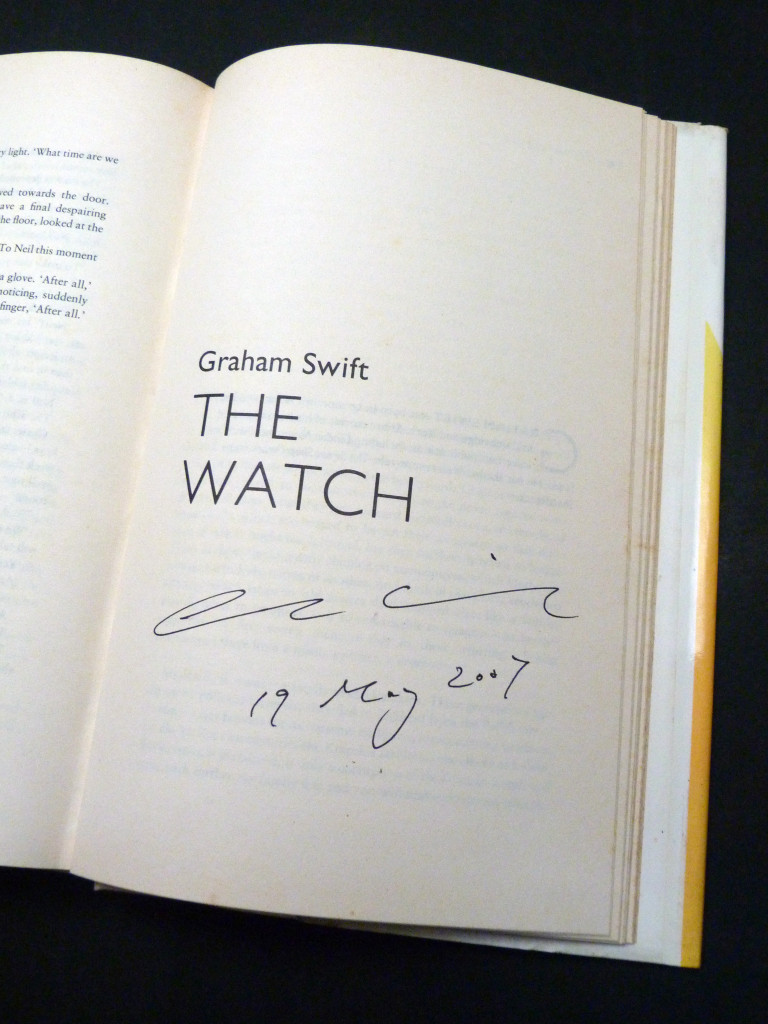 y light. 'What time are we
ved towards the door.
ave a final despairing
he floor, looked at the
To Neil this moment
a glove. 'After all,'
noticing, suddenly
finger, 'After all.'
Graham Swift
THE
WATCH
19 May 2007